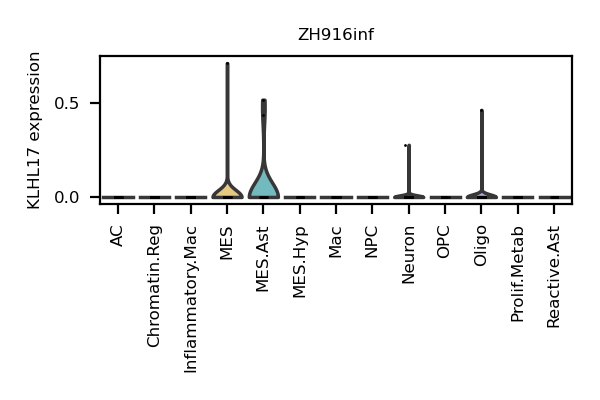 ZH916inf
KLHL17 expression
0.5
0.0
AC
Chromatin.Reg
Inflammatory.Mac
MES
MES.Ast
MES.Hyp
Mac
NPC
Neuron
OPC
Oligo
Prolif.Metab
Reactive.Ast